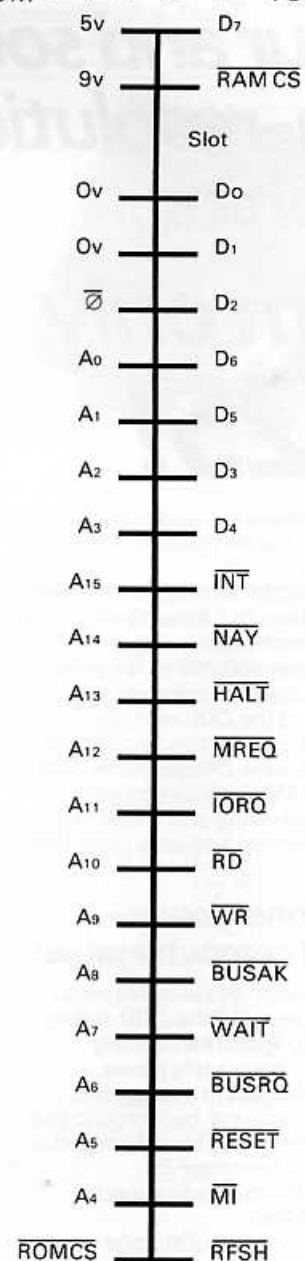 5v D₇
9v RAM CS
Slot
0v D₀
0v D₁
Ø D₂
A₀ D₆
A₁ D₅
A₂ D₃
A₃ D₄
A₁₅ INT
A₁₄ NAY
A₁₃ HALT
A₁₂ MREQ
A₁₁ IORQ
A₁₀ RD
A₉ WR
A₈ BUSAK
A₇ WAIT
A₆ BUSRQ
A₅ RESET
A₄ MI
ROMCS RFSH